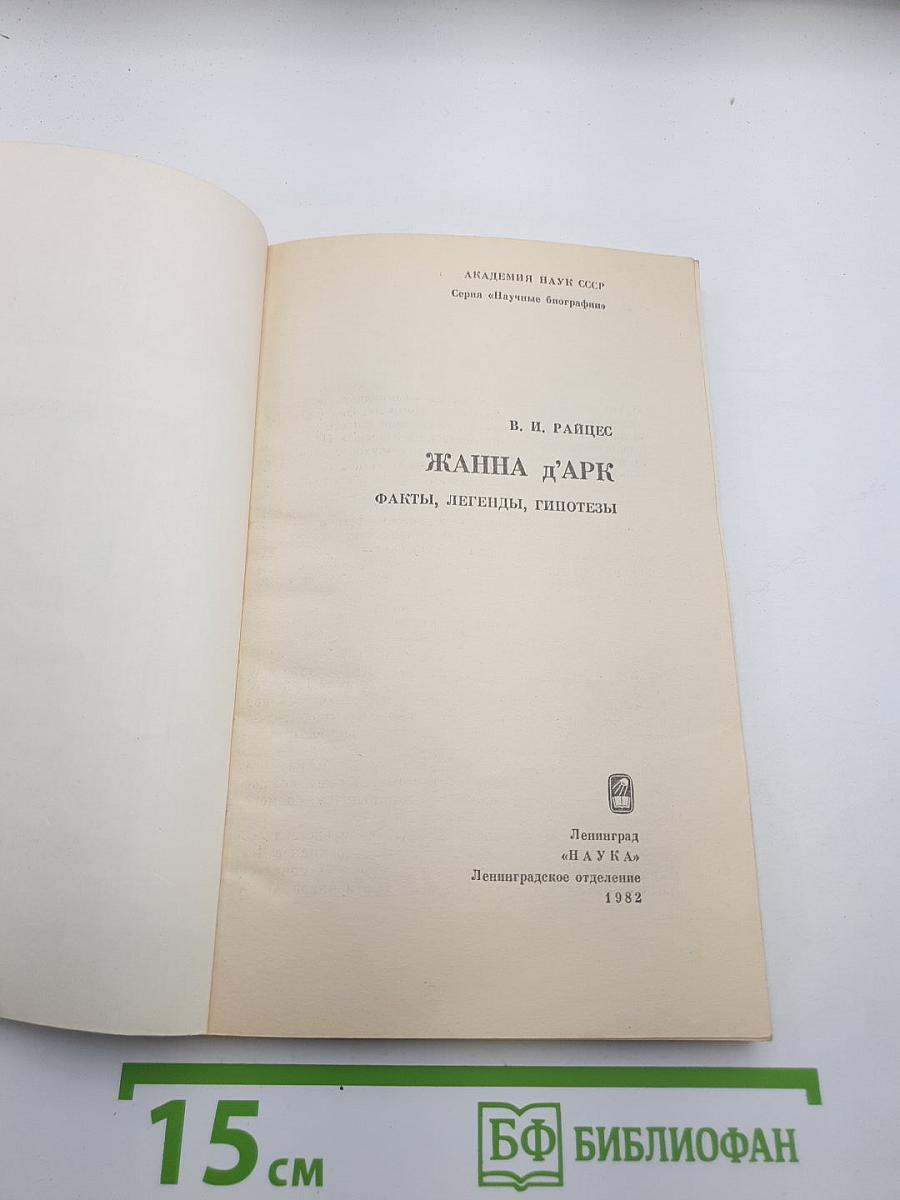 АКАДЕМИЯ НАУК СССР
Серия «Научные биографии»
В. И. РАЙЦЕС
ЖАННА д'АРК
ФАКТЫ, ЛЕГЕНДЫ, ГИПОТЕЗЫ
Ленинград
«НАУКА»
Ленинградское отделение
1982
15 см
БФ БИБЛИОФАН